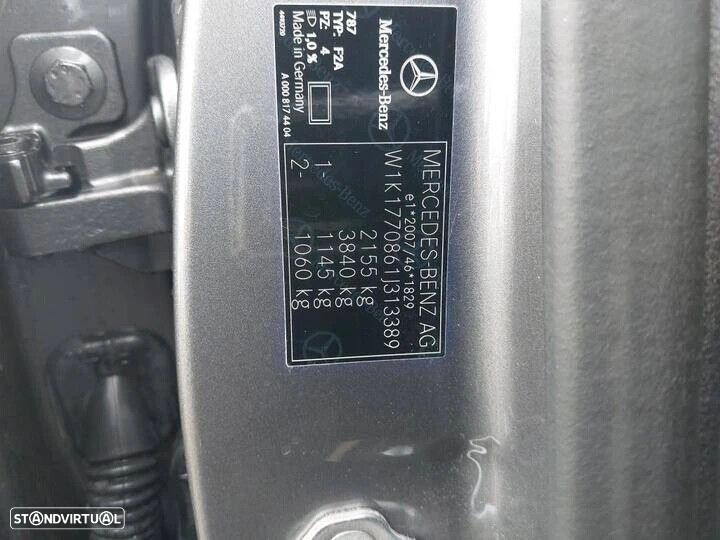 Mercedes-Benz
787
TYP: F2A
PZ: 4
1,0 %
Made in Germany
A 000 817 44 04
4493720
MERCEDES-BENZ AG
e1*2007/46*1829
W1K1770861J313389
2155 kg
3840 kg
1 1145 kg
2- 1060 kg
STANDVIRTUAL